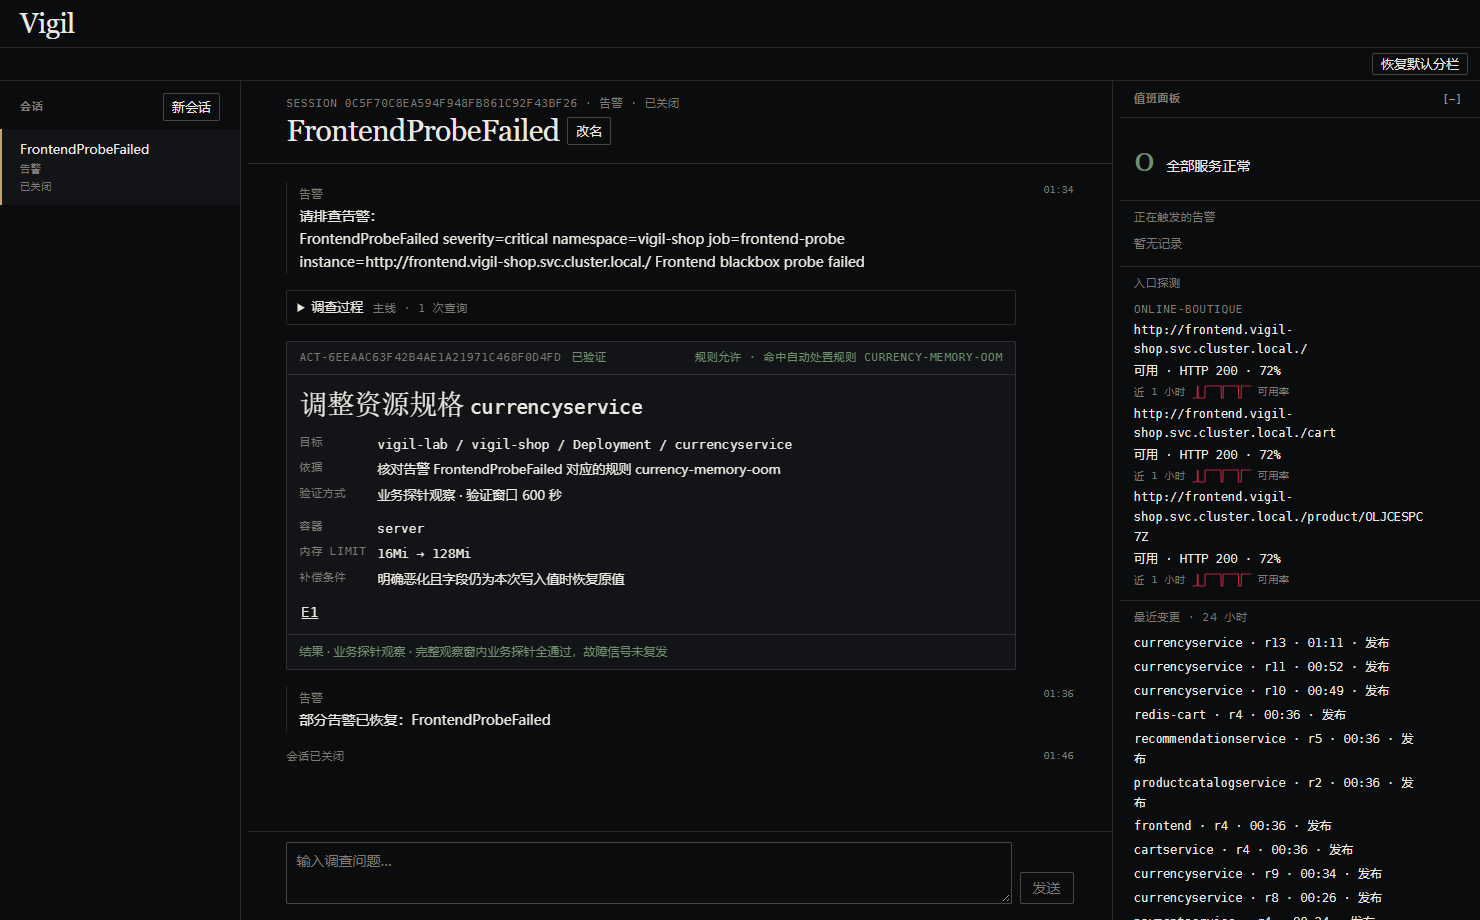 Vigil
恢复默认分栏
会话
新会话
FrontendProbeFailed
告警
已关闭
SESSION 0C5F70C8EA594F948FB861C92F43BF26 · 告警 · 已关闭
FrontendProbeFailed
改名
告警
01:34
请排查告警：
FrontendProbeFailed severity=critical namespace=vigil-shop job=frontend-probe
instance=http://frontend.vigil-shop.svc.cluster.local./ Frontend blackbox probe failed
▶ 调查过程 主线 · 1 次查询
ACT-6EEAAC63F42B4AE1A21971C468F0D4FD 已验证
规则允许 · 命中自动处置规则 CURRENCY-MEMORY-OOM
调整资源规格 currencyservice
目标 vigil-lab / vigil-shop / Deployment / currencyservice
依据 核对告警 FrontendProbeFailed 对应的规则 currency-memory-oom
验证方式 业务探针观察 · 验证窗口 600 秒
容器 server
内存 LIMIT 16Mi → 128Mi
补偿条件 明确恶化且字段仍为本次写入值时恢复原值
E1
结果 · 业务探针观察 · 完整观察窗内业务探针全通过，故障信号未复发
告警
01:36
部分告警已恢复：FrontendProbeFailed
会话已关闭
01:46
输入调查问题...
发送
值班面板
[−]
O 全部服务正常
正在触发的告警
暂无记录
入口探测
ONLINE-BOUTIQUE
http://frontend.vigil-
shop.svc.cluster.local./
可用 · HTTP 200 · 72%
近 1 小时 可用率
http://frontend.vigil-
shop.svc.cluster.local./cart
可用 · HTTP 200 · 72%
近 1 小时 可用率
http://frontend.vigil-
shop.svc.cluster.local./product/OLJCESPC
7Z
可用 · HTTP 200 · 72%
近 1 小时 可用率
最近变更 · 24 小时
currencyservice · r13 · 01:11 · 发布
currencyservice · r11 · 00:52 · 发布
currencyservice · r10 · 00:49 · 发布
redis-cart · r4 · 00:36 · 发布
recommendationservice · r5 · 00:36 · 发
布
productcatalogservice · r2 · 00:36 · 发
布
frontend · r4 · 00:36 · 发布
cartservice · r4 · 00:36 · 发布
currencyservice · r9 · 00:34 · 发布
currencyservice · r8 · 00:26 · 发布